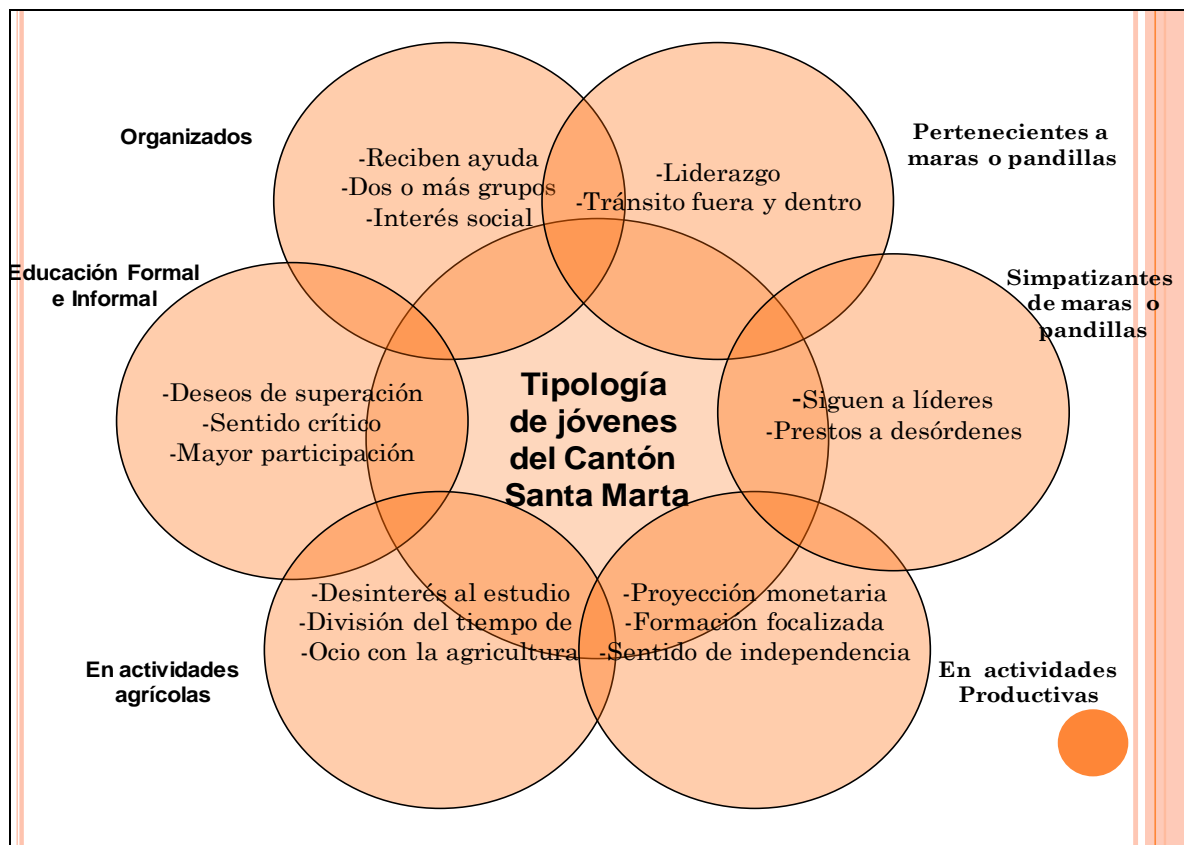 Organizados
-Reciben ayuda
-Dos o más grupos
-Interés social
Pertenecientes a
maras o pandillas
-Liderazgo
-Tránsito fuera y dentro
Educación Formal
e Informal
-Deseos de superación
-Sentido crítico
-Mayor participación
Tipología
de jóvenes
del Cantón
Santa Marta
Simpatizantes
de maras o
pandillas
-Siguen a líderes
-Prestos a desórdenes
En actividades
agrícolas
-Desinterés al estudio
-División del tiempo de
-Ocio con la agricultura
-Proyección monetaria
-Formación focalizada
-Sentido de independencia
En actividades
Productivas